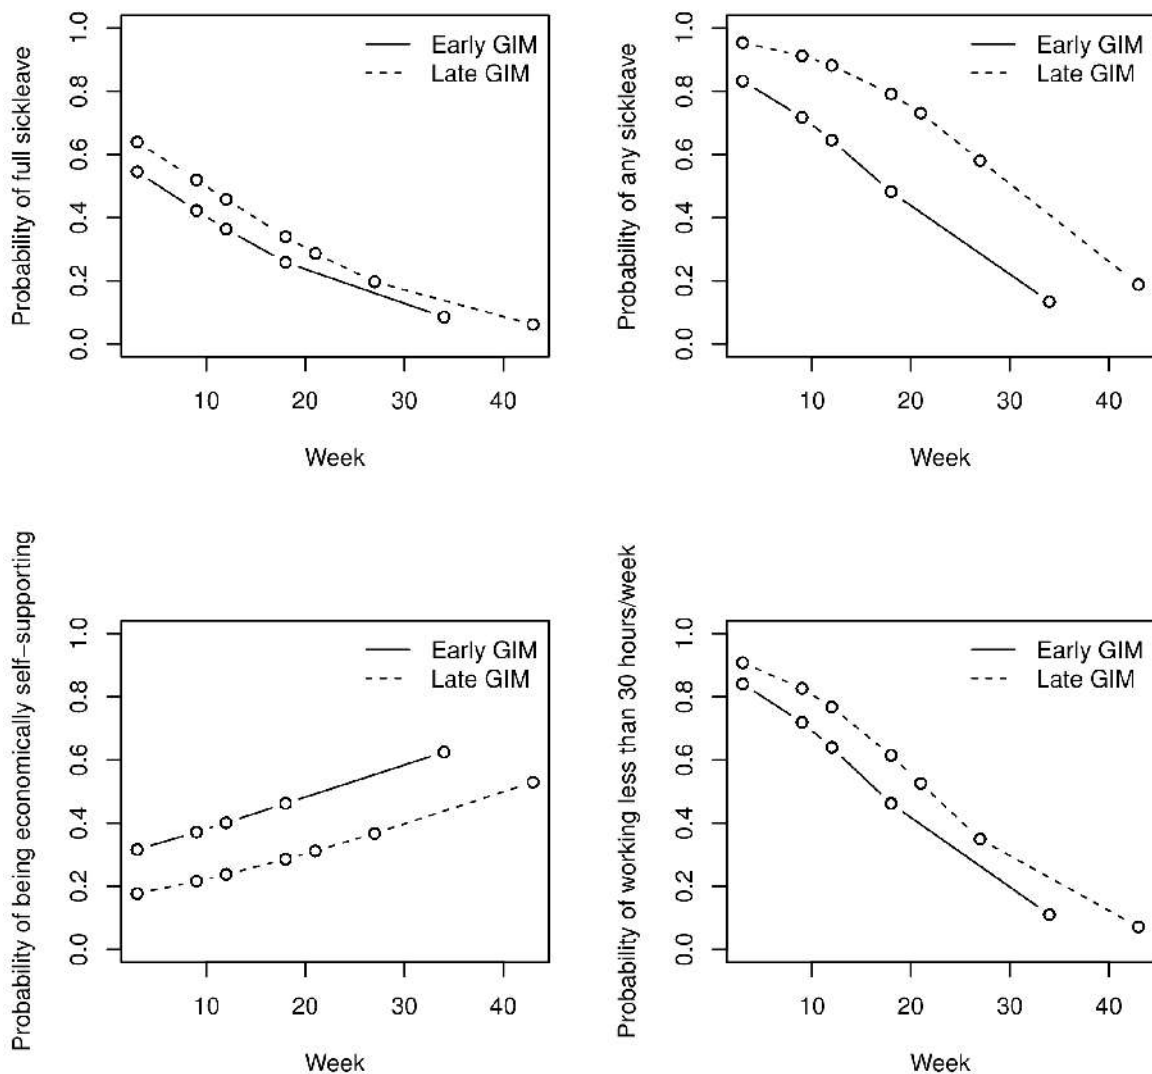 Probability of full sickleave
1.0
0.8
0.6
0.4
0.2
0.0
Early GIM
Late GIM
10 20 30 40
Week
Probability of any sickleave
1.0
0.8
0.6
0.4
0.2
0.0
Early GIM
Late GIM
10 20 30 40
Week
Probability of being economically self-supporting
1.0
0.8
0.6
0.4
0.2
0.0
Early GIM
Late GIM
10 20 30 40
Week
Probability of working less than 30 hours/week
1.0
0.8
0.6
0.4
0.2
0.0
Early GIM
Late GIM
10 20 30 40
Week